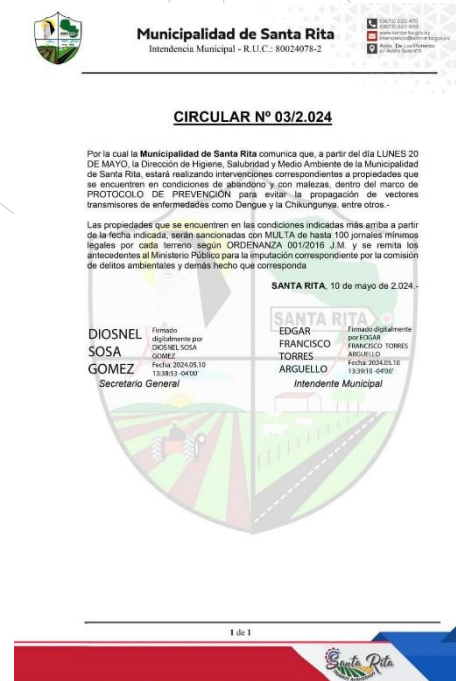 Municipalidad de Santa Rita
Intendencia Municipal - R.U.C.: 80024078-2
CIRCULAR Nº 03/2.024
Por la cual la Municipalidad de Santa Rita comunica que, a partir del día LUNES 20
DE MAYO, la Dirección de Higiene, Salubridad y Medio Ambiente de la Municipalidad
de Santa Rita, estará realizando intervenciones correspondientes a propiedades que
se encuentren en condiciones de abandono y con malezas, dentro del marco de
PROTOCOLO DE PREVENCIÓN para evitar la propagación de vectores
transmisores de enfermedades como Dengue y la Chikungunya, entre otros.-
Las propiedades que se encuentren en las condiciones indicadas más arriba a partir
de la fecha indicada, serán sancionadas con MULTA de hasta 100 jornales mínimos
legales por cada terreno según ORDENANZA 001/2016 J.M. y se remita los
antecedentes al Ministerio Público para la imputación correspondiente por la comisión
de delitos ambientales y demás hecho que corresponda
SANTA RITA, 10 de mayo de 2.024.-
SANTA RITA
DIOSNEL
SOSA
GOMEZ
Firmado
digitalmente por
DIOSNEL SOSA
GOMEZ
Fecha: 2024.05.10
13:38:53 -04'00'
Secretario General
EDGAR
FRANCISCO
TORRES
ARGUELLO
Firmado digitalmente
por EDGAR
FRANCISCO TORRES
ARGUELLO
Fecha: 2024.05.10
13:39:10 -04'00'
Intendente Municipal
1 de 1
Santa Rita